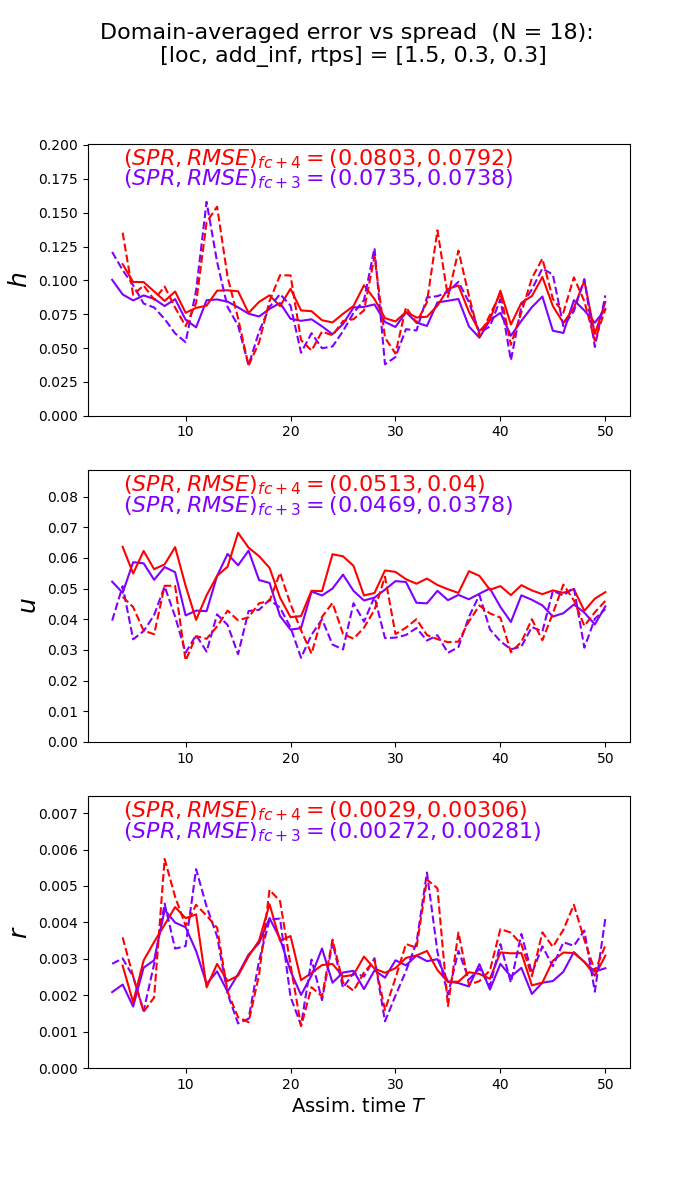 Domain-averaged error vs spread (N = 18):
[loc, add_inf, rtps] = [1.5, 0.3, 0.3]
0.200
0.175
0.150
0.125
0.100
0.075
0.050
0.025
0.000
h
(SPR, RMSE)fc+4 = (0.0803, 0.0792)
(SPR, RMSE)fc+3 = (0.0735, 0.0738)
10 20 30 40 50
0.08
0.07
0.06
0.05
0.04
0.03
0.02
0.01
0.00
u
(SPR, RMSE)fc+4 = (0.0513, 0.04)
(SPR, RMSE)fc+3 = (0.0469, 0.0378)
10 20 30 40 50
0.007
0.006
0.005
0.004
0.003
0.002
0.001
0.000
r
(SPR, RMSE)fc+4 = (0.0029, 0.00306)
(SPR, RMSE)fc+3 = (0.00272, 0.00281)
10 20 30 40 50
Assim. time T